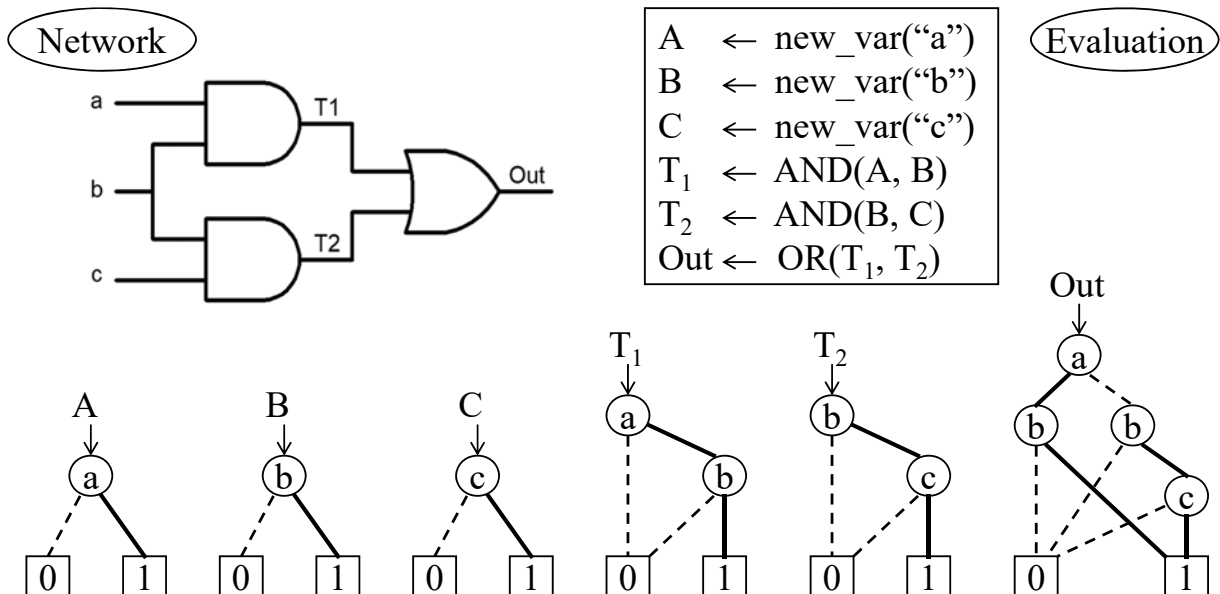 Network
Evaluation
A ← new_var(“a”)
B ← new_var(“b”)
C ← new_var(“c”)
T₁ ← AND(A, B)
T₂ ← AND(B, C)
Out ← OR(T₁, T₂)
a
T1
b
Out
T2
c
A
a
0 1
B
b
0 1
C
c
0 1
T₁
a
b
0 1
T₂
b
c
0 1
Out
a
b b
c
0 1